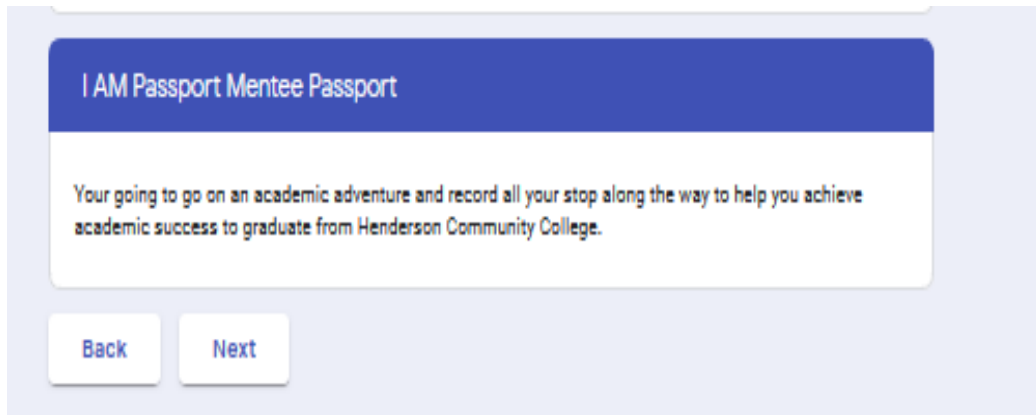 I AM Passport Mentee Passport
Your going to go on an academic adventure and record all your stop along the way to help you achieve
academic success to graduate from Henderson Community College.
Back Next